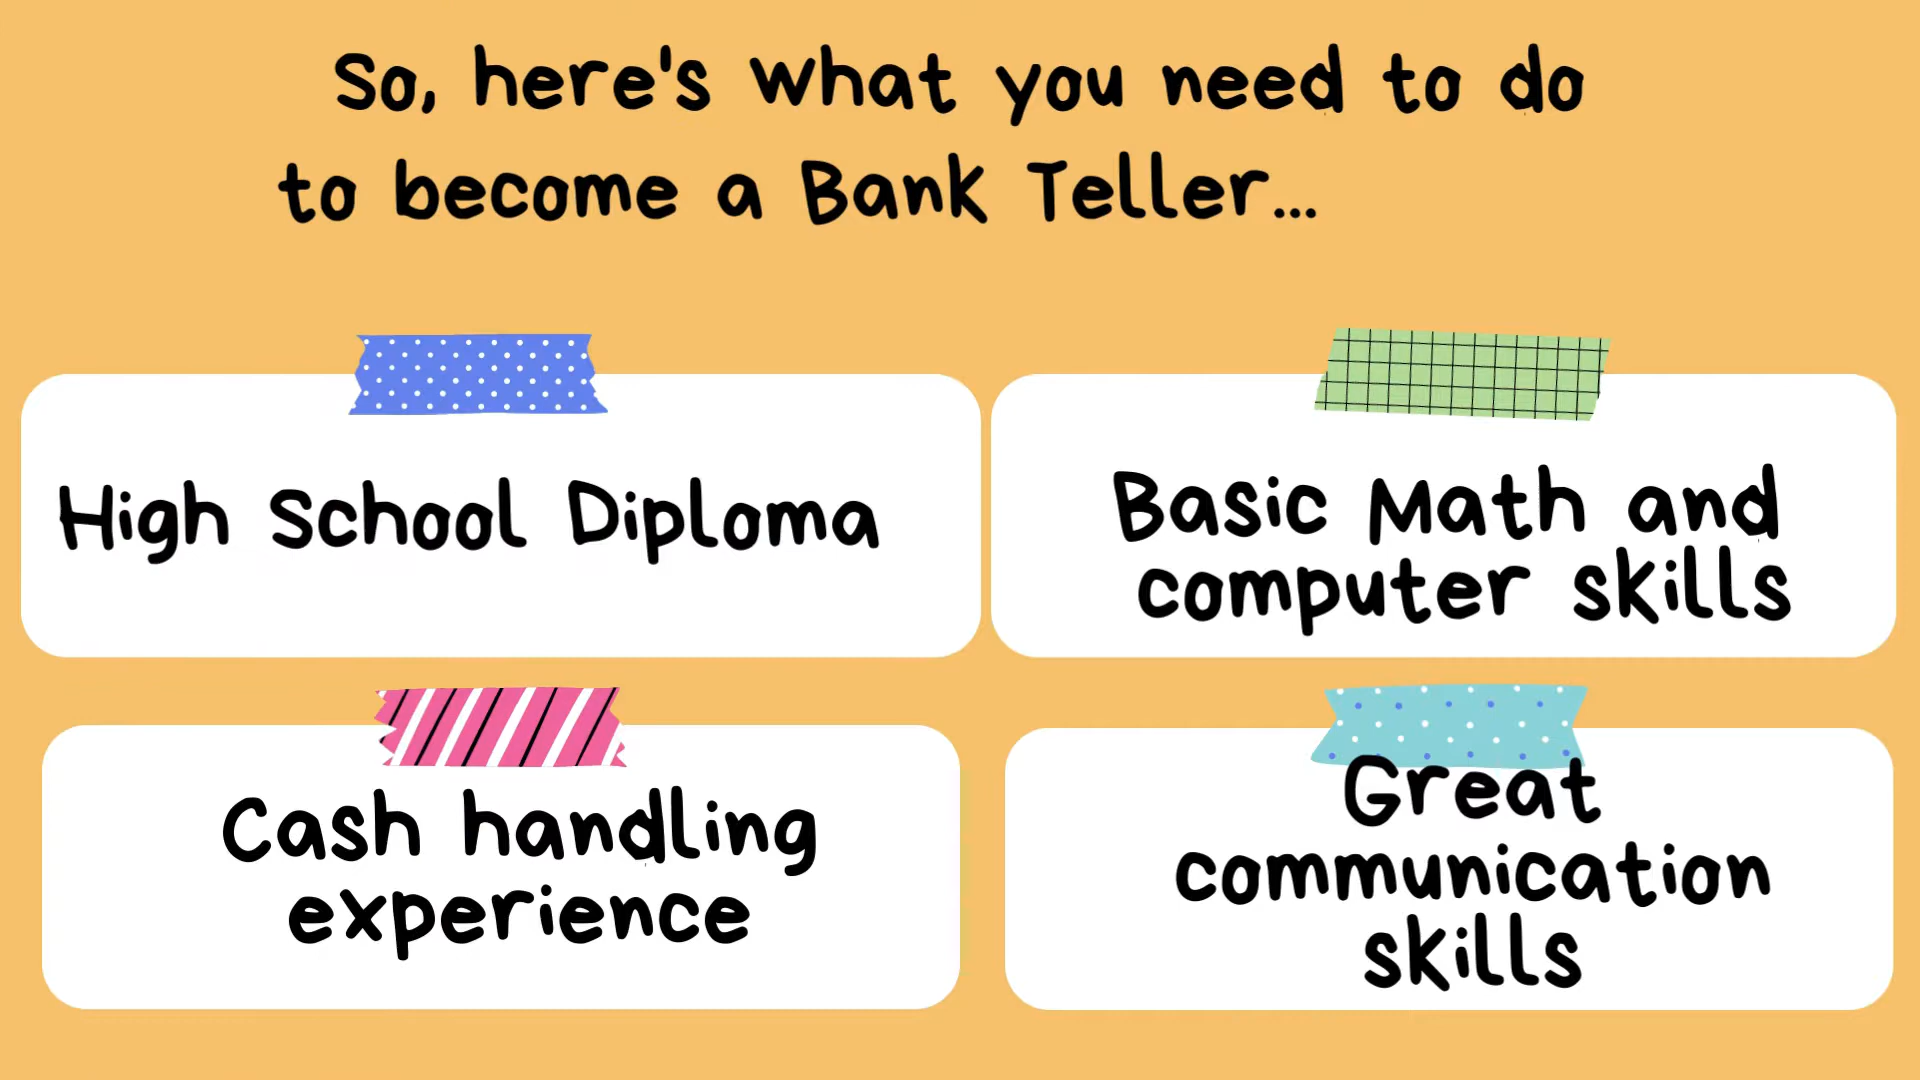 So, here's what you need to do
to become a Bank Teller...
High School Diploma
Basic Math and
computer skills
Cash handling
experience
Great
communication
skills